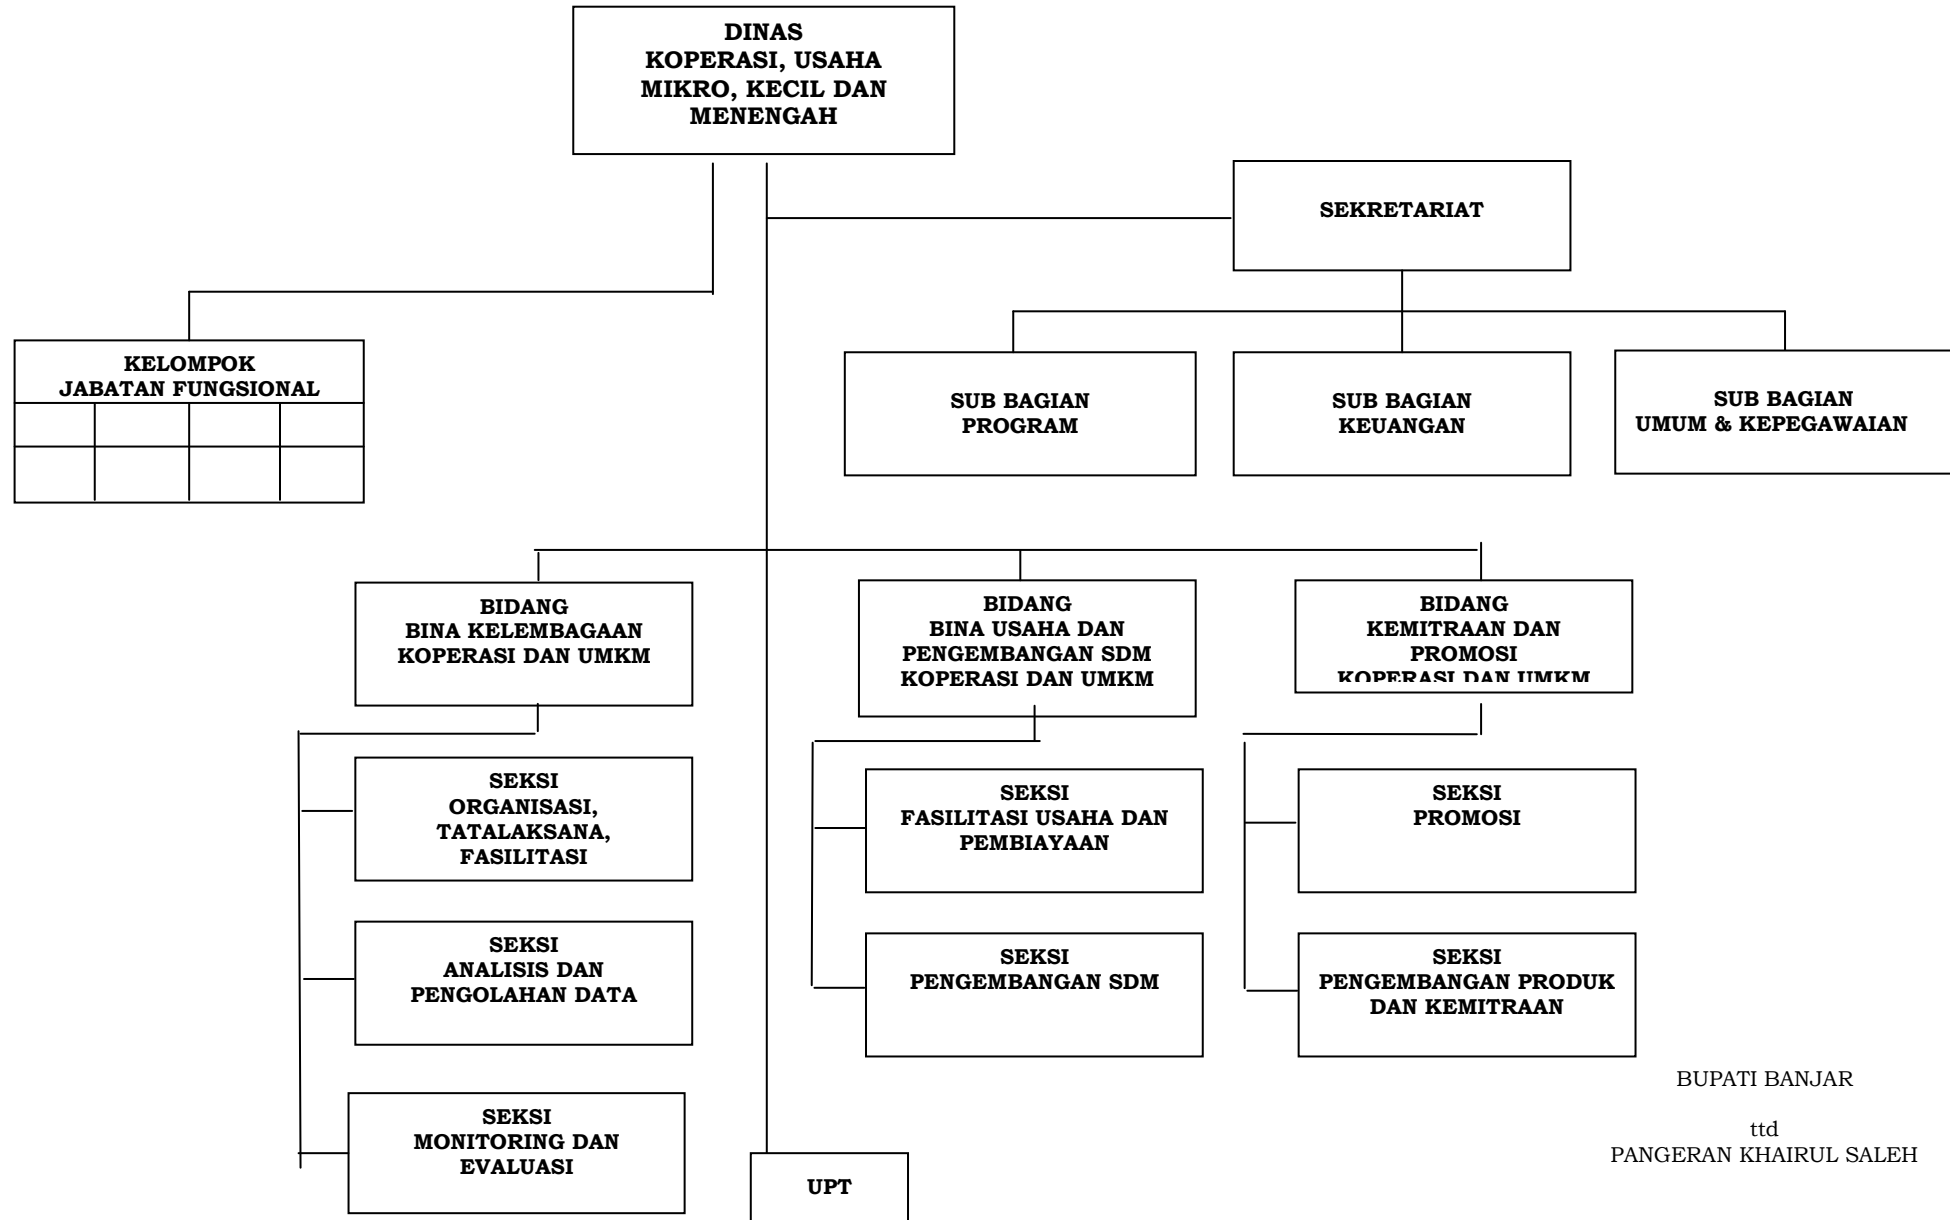 DINAS
KOPERASI, USAHA
MIKRO, KECIL DAN
MENENGAH
SEKRETARIAT
KELOMPOK
JABATAN FUNGSIONAL
SUB BAGIAN
PROGRAM
SUB BAGIAN
KEUANGAN
SUB BAGIAN
UMUM & KEPEGAWAIAN
BIDANG
BINA KELEMBAGAAN
KOPERASI DAN UMKM
BIDANG
BINA USAHA DAN
PENGEMBANGAN SDM
KOPERASI DAN UMKM
BIDANG
KEMITRAAN DAN
PROMOSI
KOPERASI DAN UMKM
SEKSI
ORGANISASI,
TATALAKSANA,
FASILITASI
SEKSI
FASILITASI USAHA DAN
PEMBIAYAAN
SEKSI
PROMOSI
SEKSI
ANALISIS DAN
PENGOLAHAN DATA
SEKSI
PENGEMBANGAN SDM
SEKSI
PENGEMBANGAN PRODUK
DAN KEMITRAAN
SEKSI
MONITORING DAN
EVALUASI
UPT
BUPATI BANJAR
ttd
PANGERAN KHAIRUL SALEH